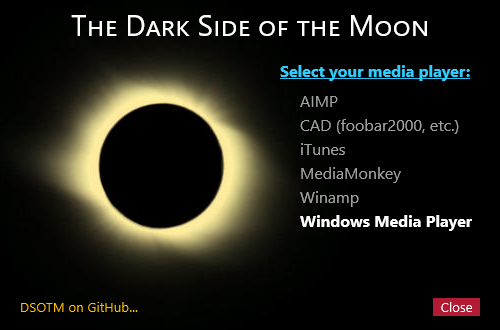 The Dark Side of the Moon
Select your media player:
AIMP
CAD (foobar2000, etc.)
iTunes
MediaMonkey
Winamp
Windows Media Player
DSOTM on GitHub...
Close